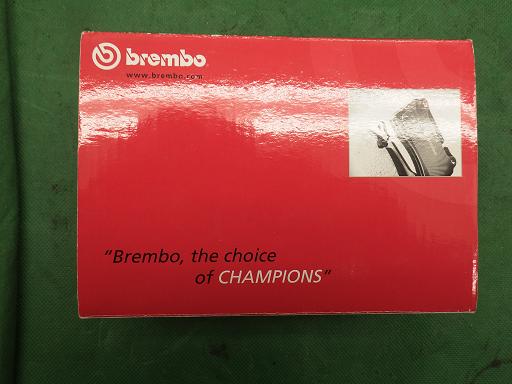 brembo
www.brembo.com
"Brembo, the choice
of CHAMPIONS"